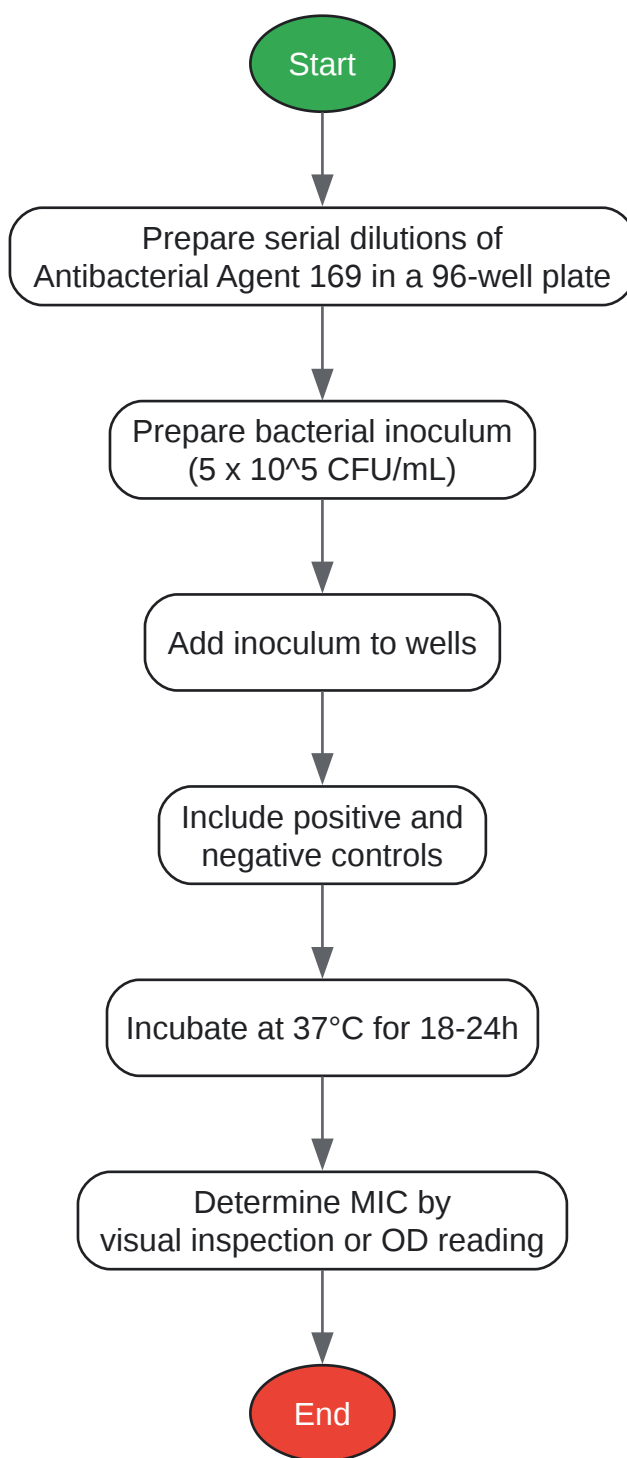 Start
Prepare serial dilutions of
Antibacterial Agent 169 in a 96-well plate
Prepare bacterial inoculum
(5 x 10^5 CFU/mL)
Add inoculum to wells
Include positive and
negative controls
Incubate at 37°C for 18-24h
Determine MIC by
visual inspection or OD reading
End